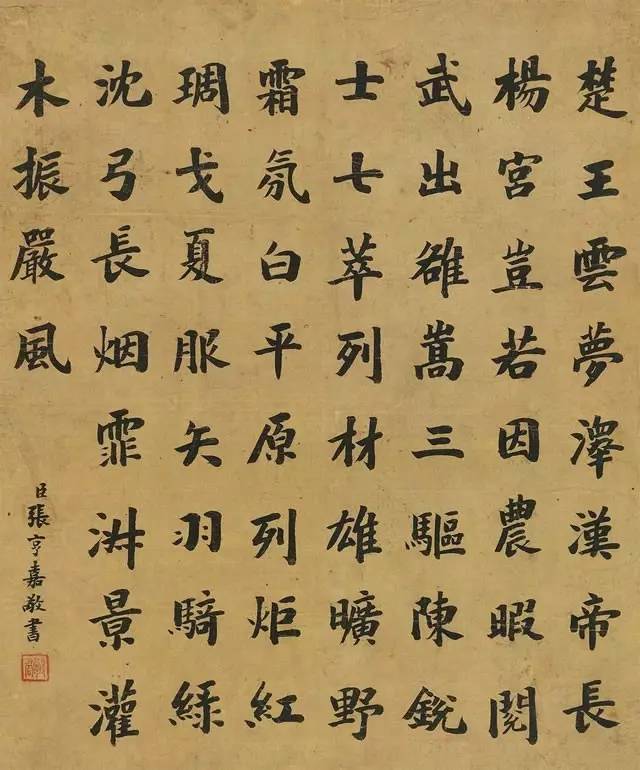 楚王雲夢澤漢帝長
楊宮豈若因農暇閱
武出雒嵩三驅陳銳
士七萃列材雄曠野
霜氛白平原列炬紅
琱戈夏服矢羽騎綠
沈弓長烟霏景灌
木振嚴風
臣張亨嘉敬書